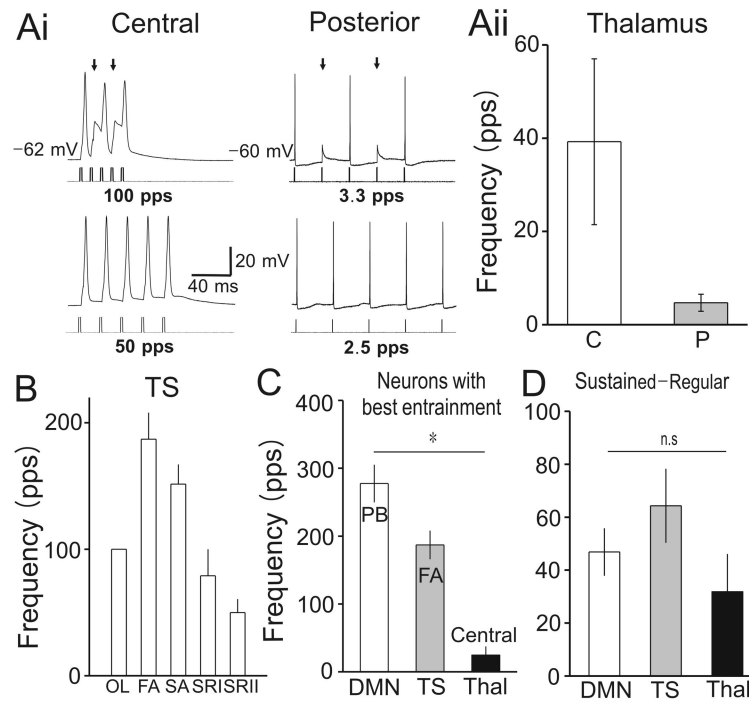 Ai
Central
Posterior
−62 mV
−60 mV
100 pps
3.3 pps
20 mV
40 ms
50 pps
2.5 pps
Aii
Thalamus
Frequency (pps)
60
40
20
0
C
P
B
TS
Frequency (pps)
200
100
0
OL FA SA SRI SRII
C
Neurons with
best entrainment
Frequency (pps)
400
300
200
100
0
*
PB
FA
Central
DMN TS Thal
D
Sustained−Regular
100
80
60
40
20
0
n.s
DMN TS Thal